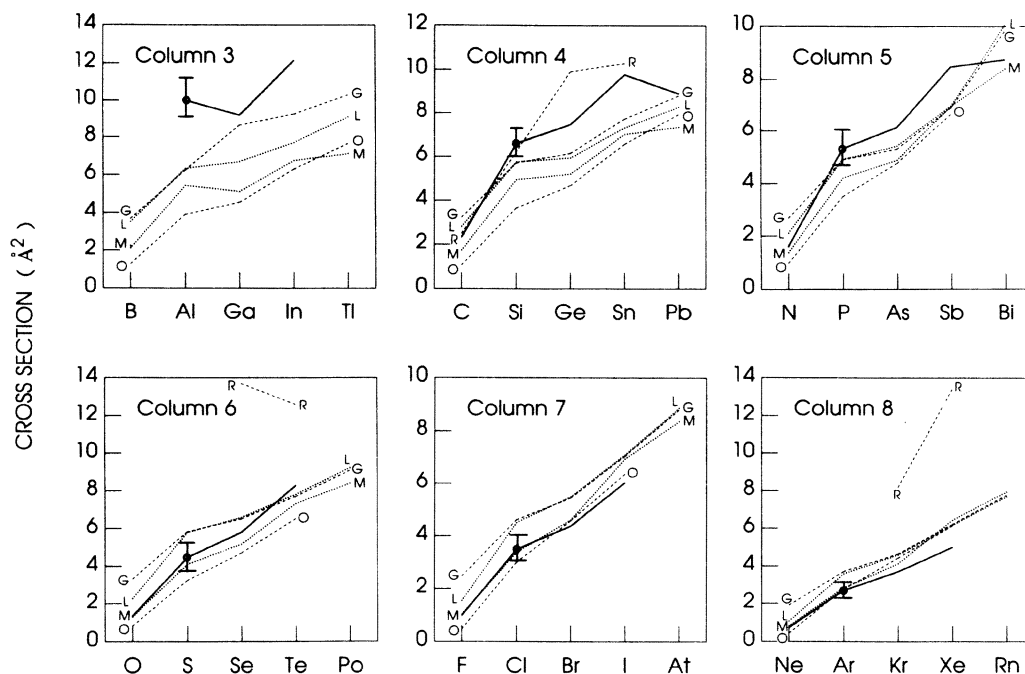 CROSS SECTION ( Å² )
Column 3
14
12
10
8
6
4
2
0
G
L
M
O
G
L
O
M
B Al Ga In Tl
Column 4
12
10
8
6
4
2
0
G
L
R
M
O
R
G
L
O
M
C Si Ge Sn Pb
Column 5
10
8
6
4
2
0
G
L
M
O
L
G
M
O
N P As Sb Bi
Column 6
14
12
10
8
6
4
2
0
R
R
G
L
M
O
L
G
M
O
O S Se Te Po
Column 7
10
8
6
4
2
0
G
L
M
O
L
G
M
O
F Cl Br I At
Column 8
14
12
10
8
6
4
2
0
R
R
G
M
L
O
Ne Ar Kr Xe Rn